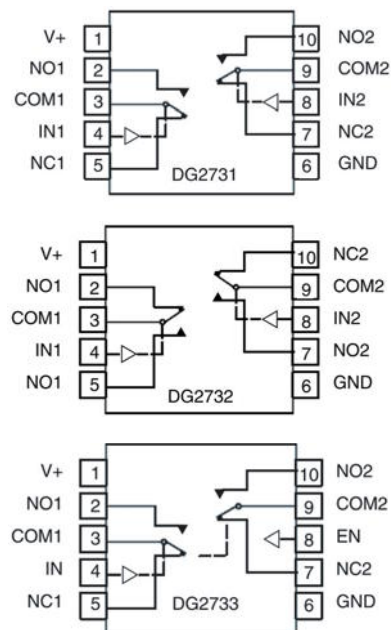 V+ 1 10 NO2
NO1 2 9 COM2
COM1 3 8 IN2
IN1 4 7 NC2
NC1 5 6 GND
DG2731
V+ 1 10 NC2
NO1 2 9 COM2
COM1 3 8 IN2
IN1 4 7 NO2
NO1 5 6 GND
DG2732
V+ 1 10 NO2
NO1 2 9 COM2
COM1 3 8 EN
IN 4 7 NC2
NC1 5 6 GND
DG2733